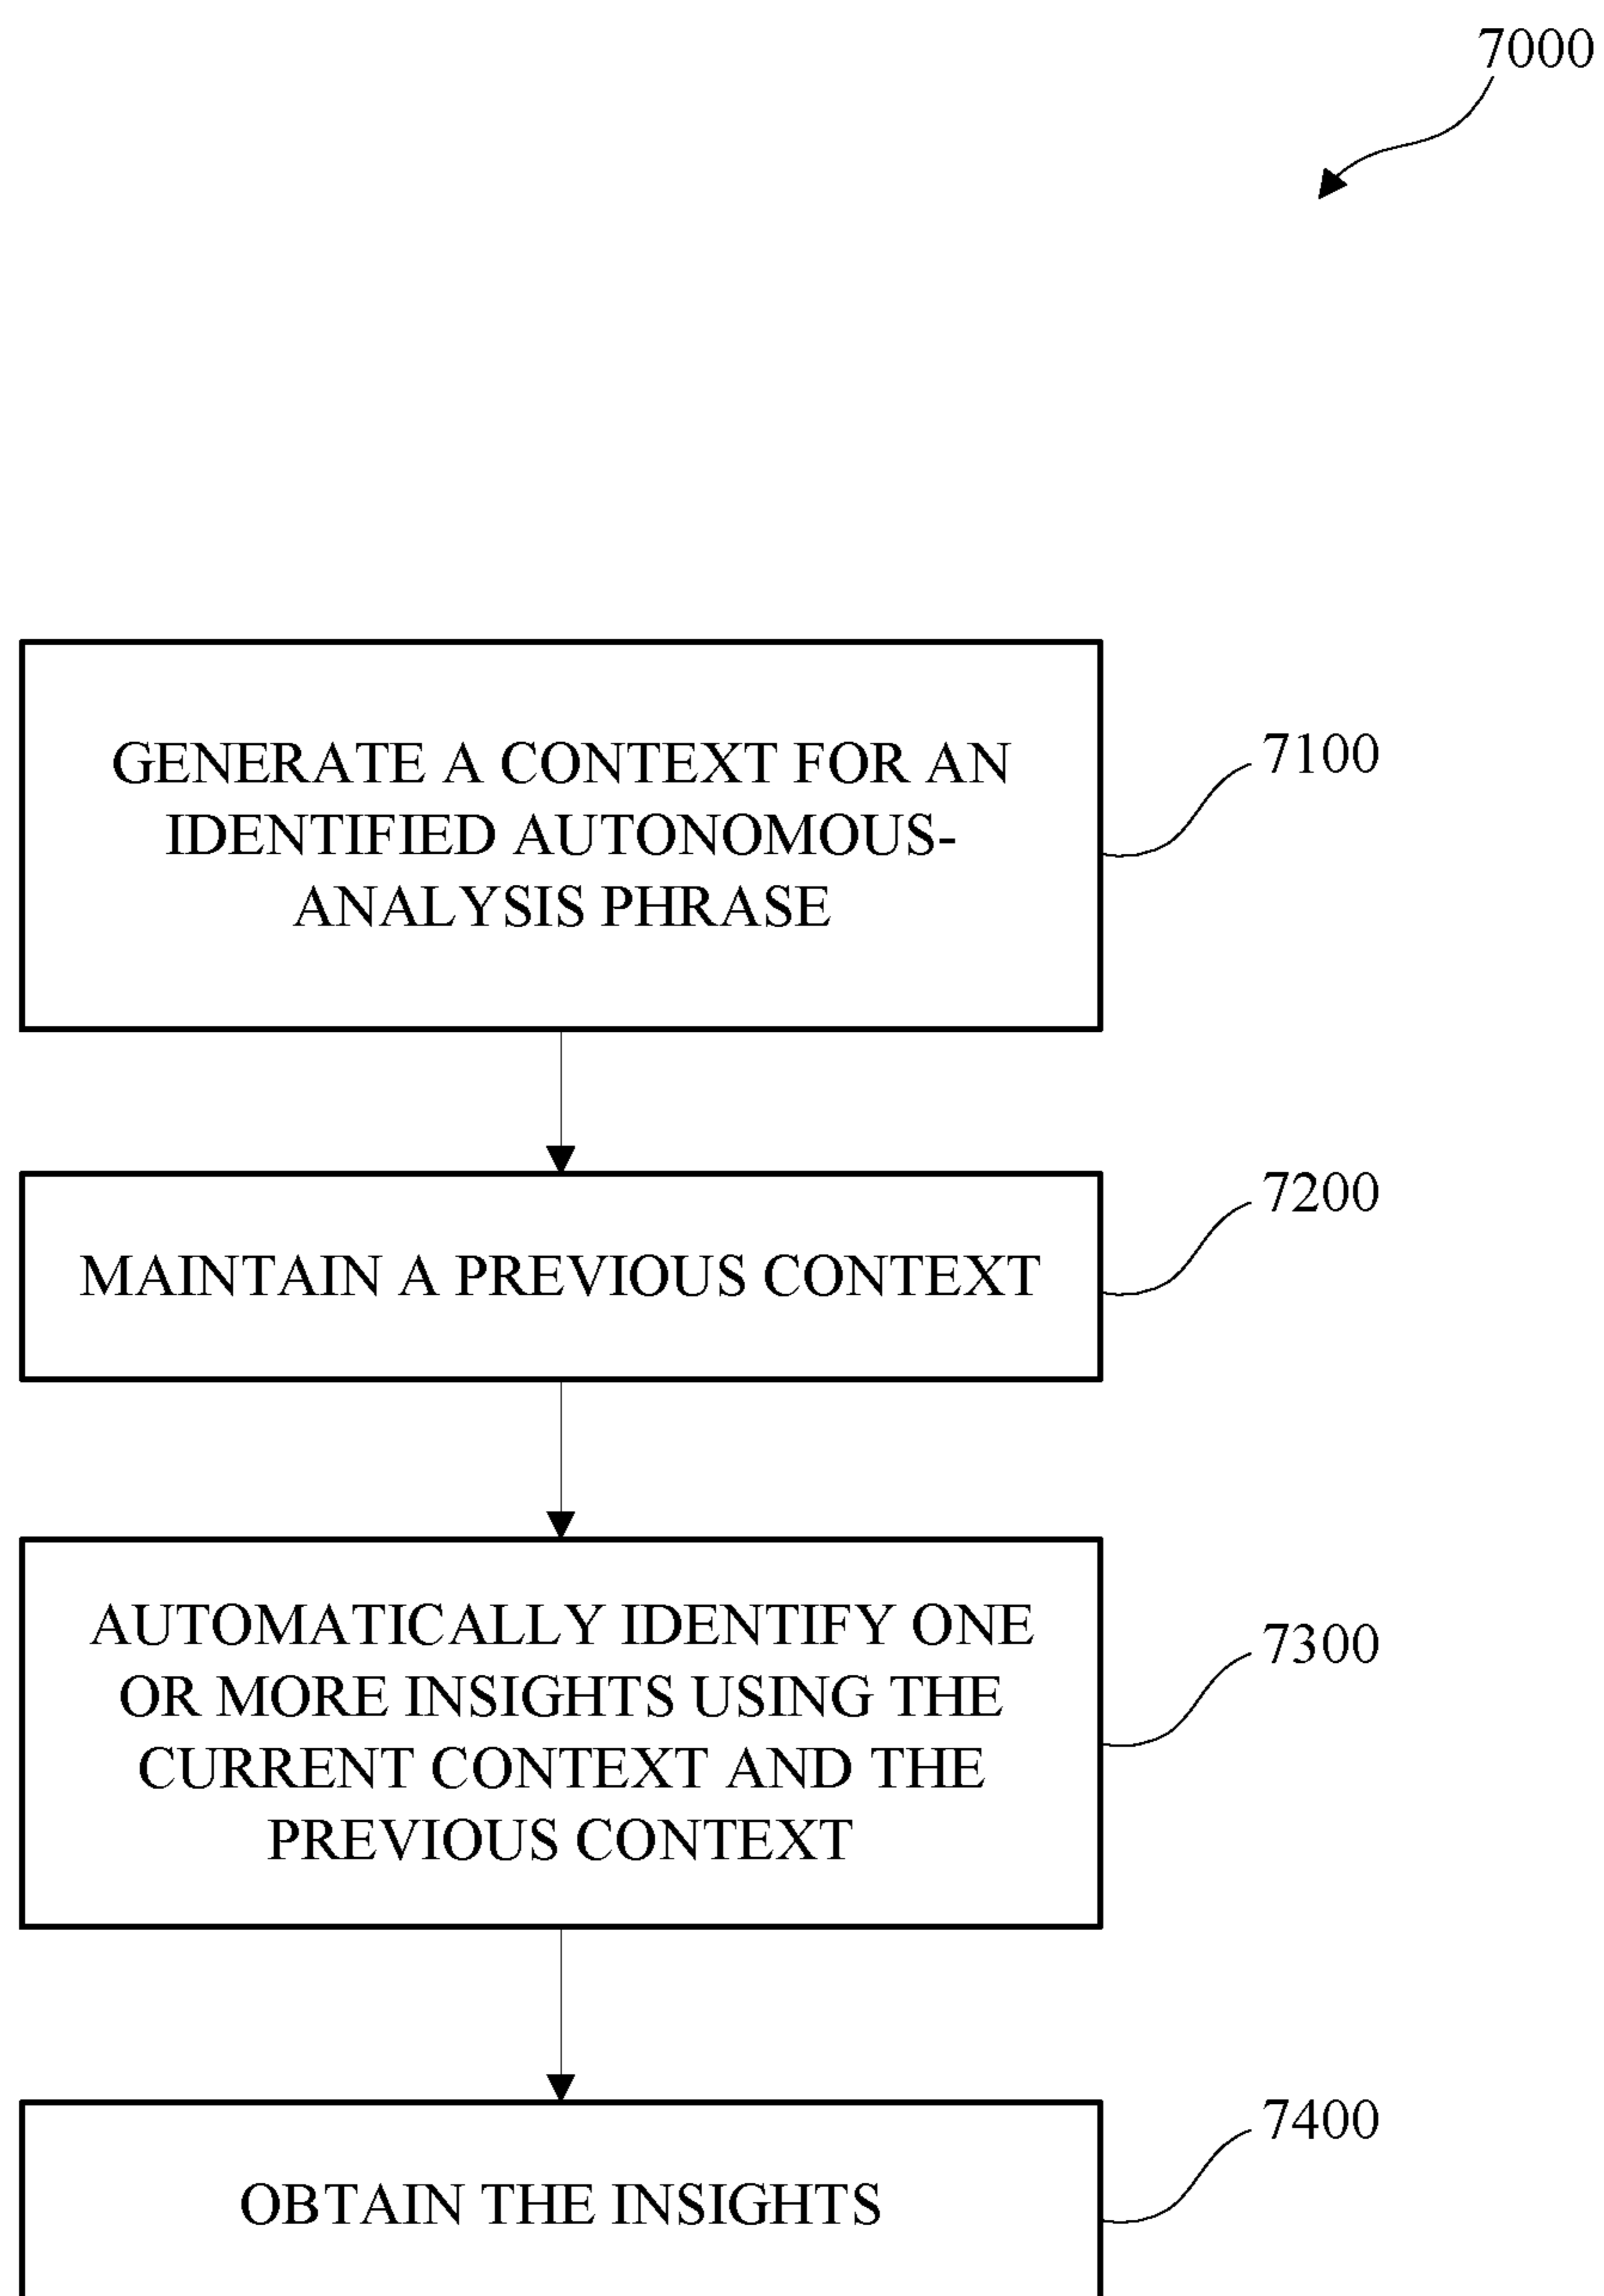 7000
GENERATE A CONTEXT FOR AN
IDENTIFIED AUTONOMOUS-
ANALYSIS PHRASE
7100
MAINTAIN A PREVIOUS CONTEXT
7200
AUTOMATICALLY IDENTIFY ONE
OR MORE INSIGHTS USING THE
CURRENT CONTEXT AND THE
PREVIOUS CONTEXT
7300
OBTAIN THE INSIGHTS
7400